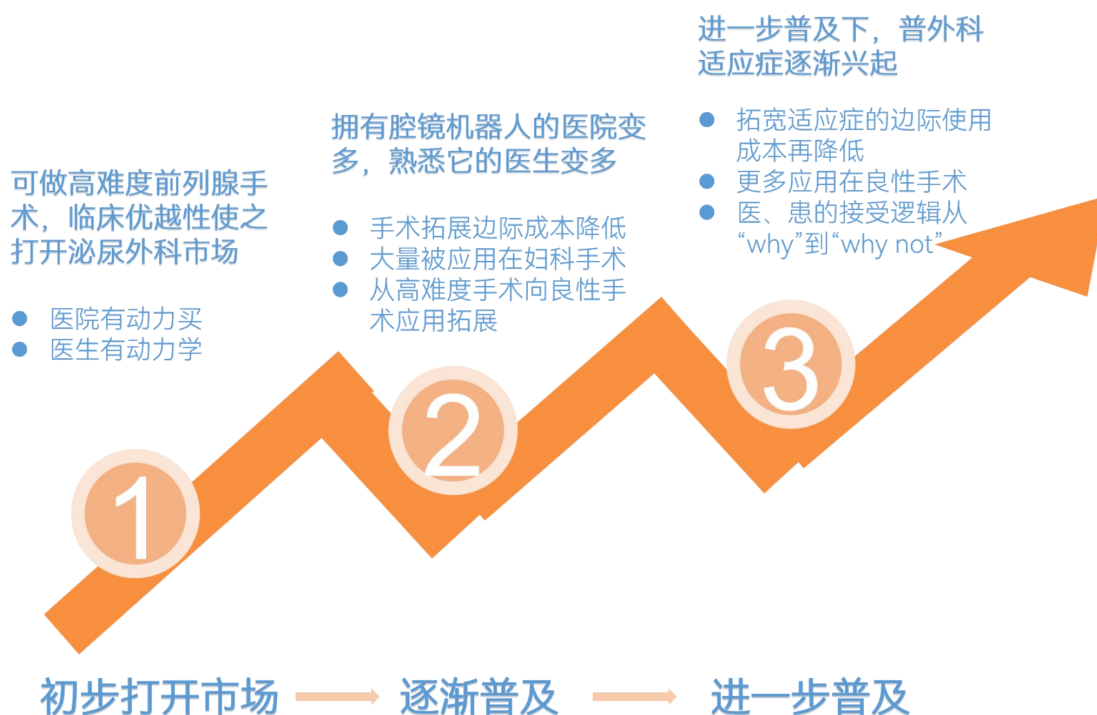 可做高难度前列腺手
术，临床优越性使之
打开泌尿外科市场
● 医院有动力买
● 医生有动力学
拥有腔镜机器人的医院变
多，熟悉它的医生变多
● 手术拓展边际成本降低
● 大量被应用在妇科手术
● 从高难度手术向良性手
术应用拓展
进一步普及下，普外科
适应症逐渐兴起
● 拓宽适应症的边际使用
成本再降低
● 更多应用在良性手术
● 医、患的接受逻辑从
“why”到“why not”
1
2
3
初步打开市场
逐渐普及
进一步普及